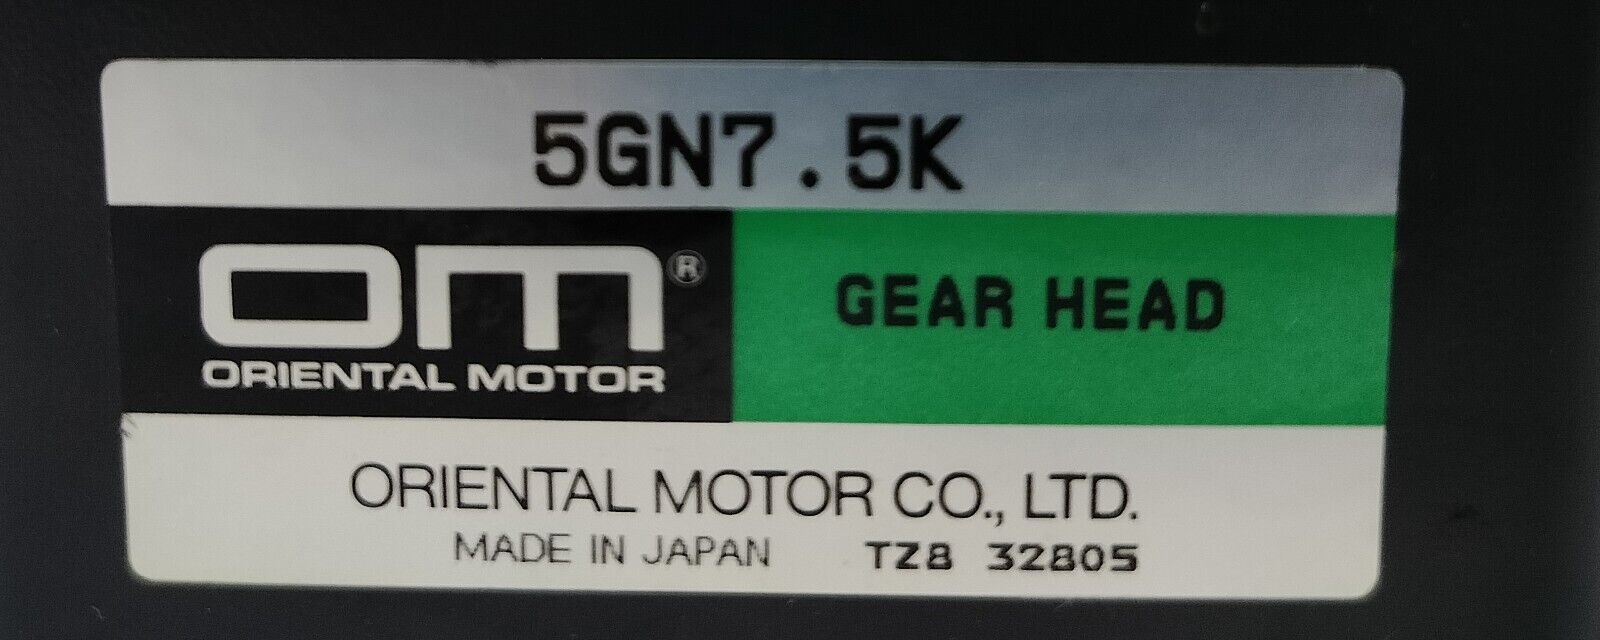 5GN7.5K
OM®
ORIENTAL MOTOR
GEAR HEAD
ORIENTAL MOTOR CO., LTD.
MADE IN JAPAN TZ8 32805